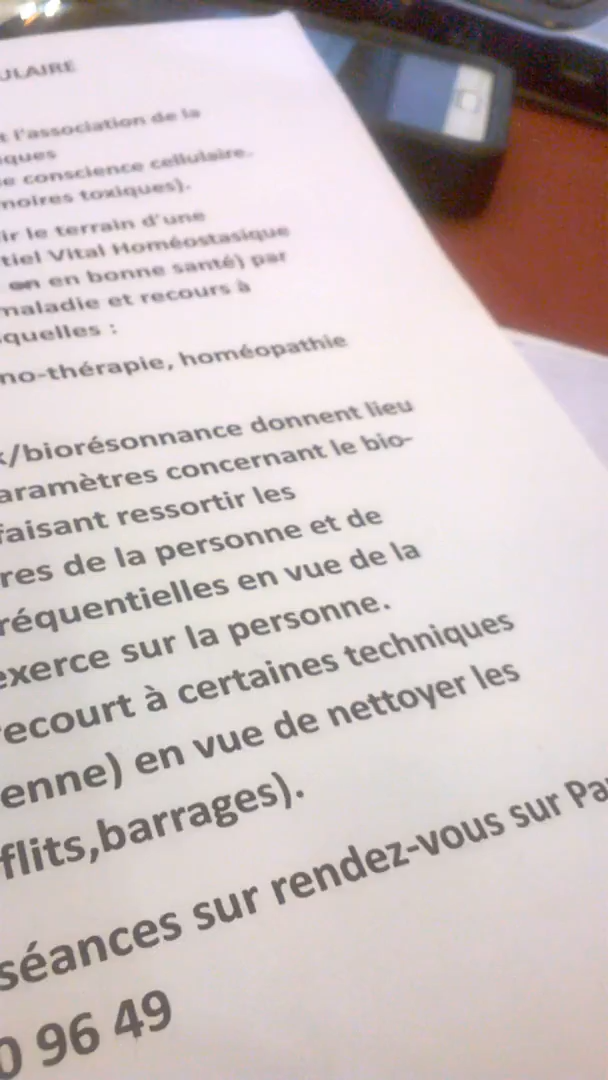 ULAIRE
t l'association de la
ques
e conscience cellulaire.
noires toxiques).
ir le terrain d'une
tiel Vital Homéostasique
en bonne santé) par
maladie et recours à
quelles :
no-thérapie, homéopathie
/biorésonnance donnent lieu
aramètres concernant le bio-
faisant ressortir les
res de la personne et de
réquentielles en vue de la
exerce sur la personne.
ecourt à certaines techniques
enne) en vue de nettoyer les
flits,barrages).
séances sur rendez-vous sur Pa
0 96 49